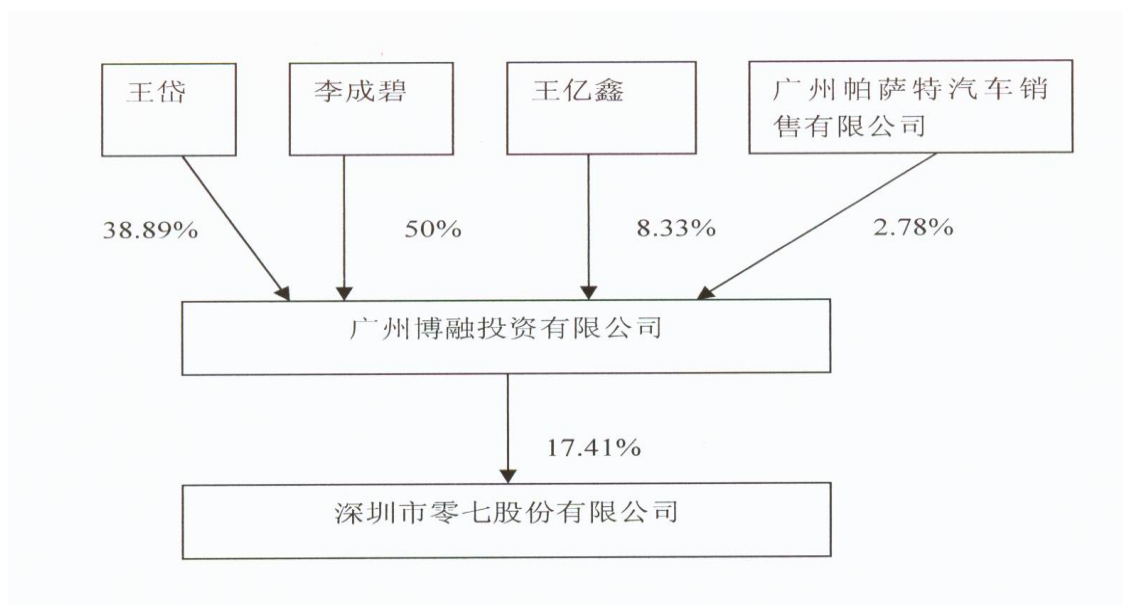 王岱
李成碧
王亿鑫
广州帕萨特汽车销
售有限公司
38.89%
50%
8.33%
2.78%
广州博融投资有限公司
17.41%
深圳市零七股份有限公司